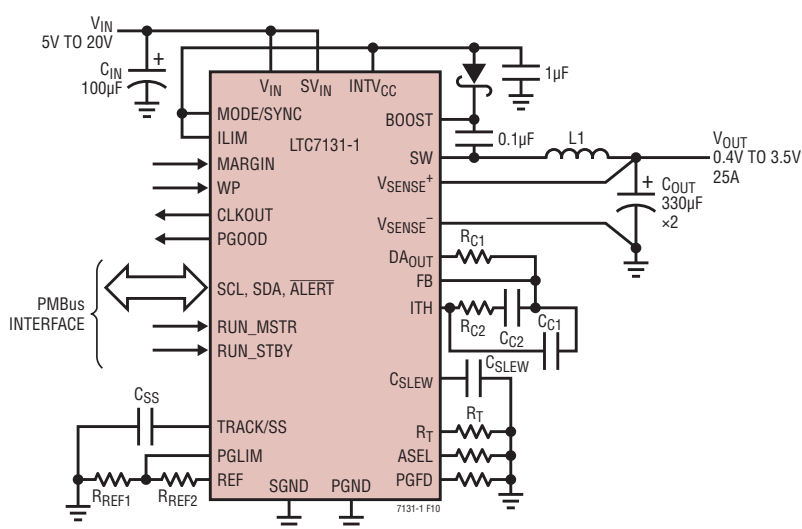 VIN
5V TO 20V
CIN
100µF
+
VIN
SVIN
INTVCC
MODE/SYNC
ILIM
LTC7131-1
BOOST
1µF
0.1µF
MARGIN
WP
SW
L1
VOUT
0.4V TO 3.5V
25A
VSENSE+
+
COUT
330µF
×2
CLKOUT
PGOOD
VSENSE–
DAOUT
RC1
FB
PMBus
INTERFACE
SCL, SDA, ALERT
ITH
RC2
CC2
CC1
RUN_MSTR
RUN_STBY
CSLEW
CSLEW
CSS
TRACK/SS
RT
RT
PGLIM
ASEL
REF
PGFD
RREF1
RREF2
SGND
PGND
7131-1 F10